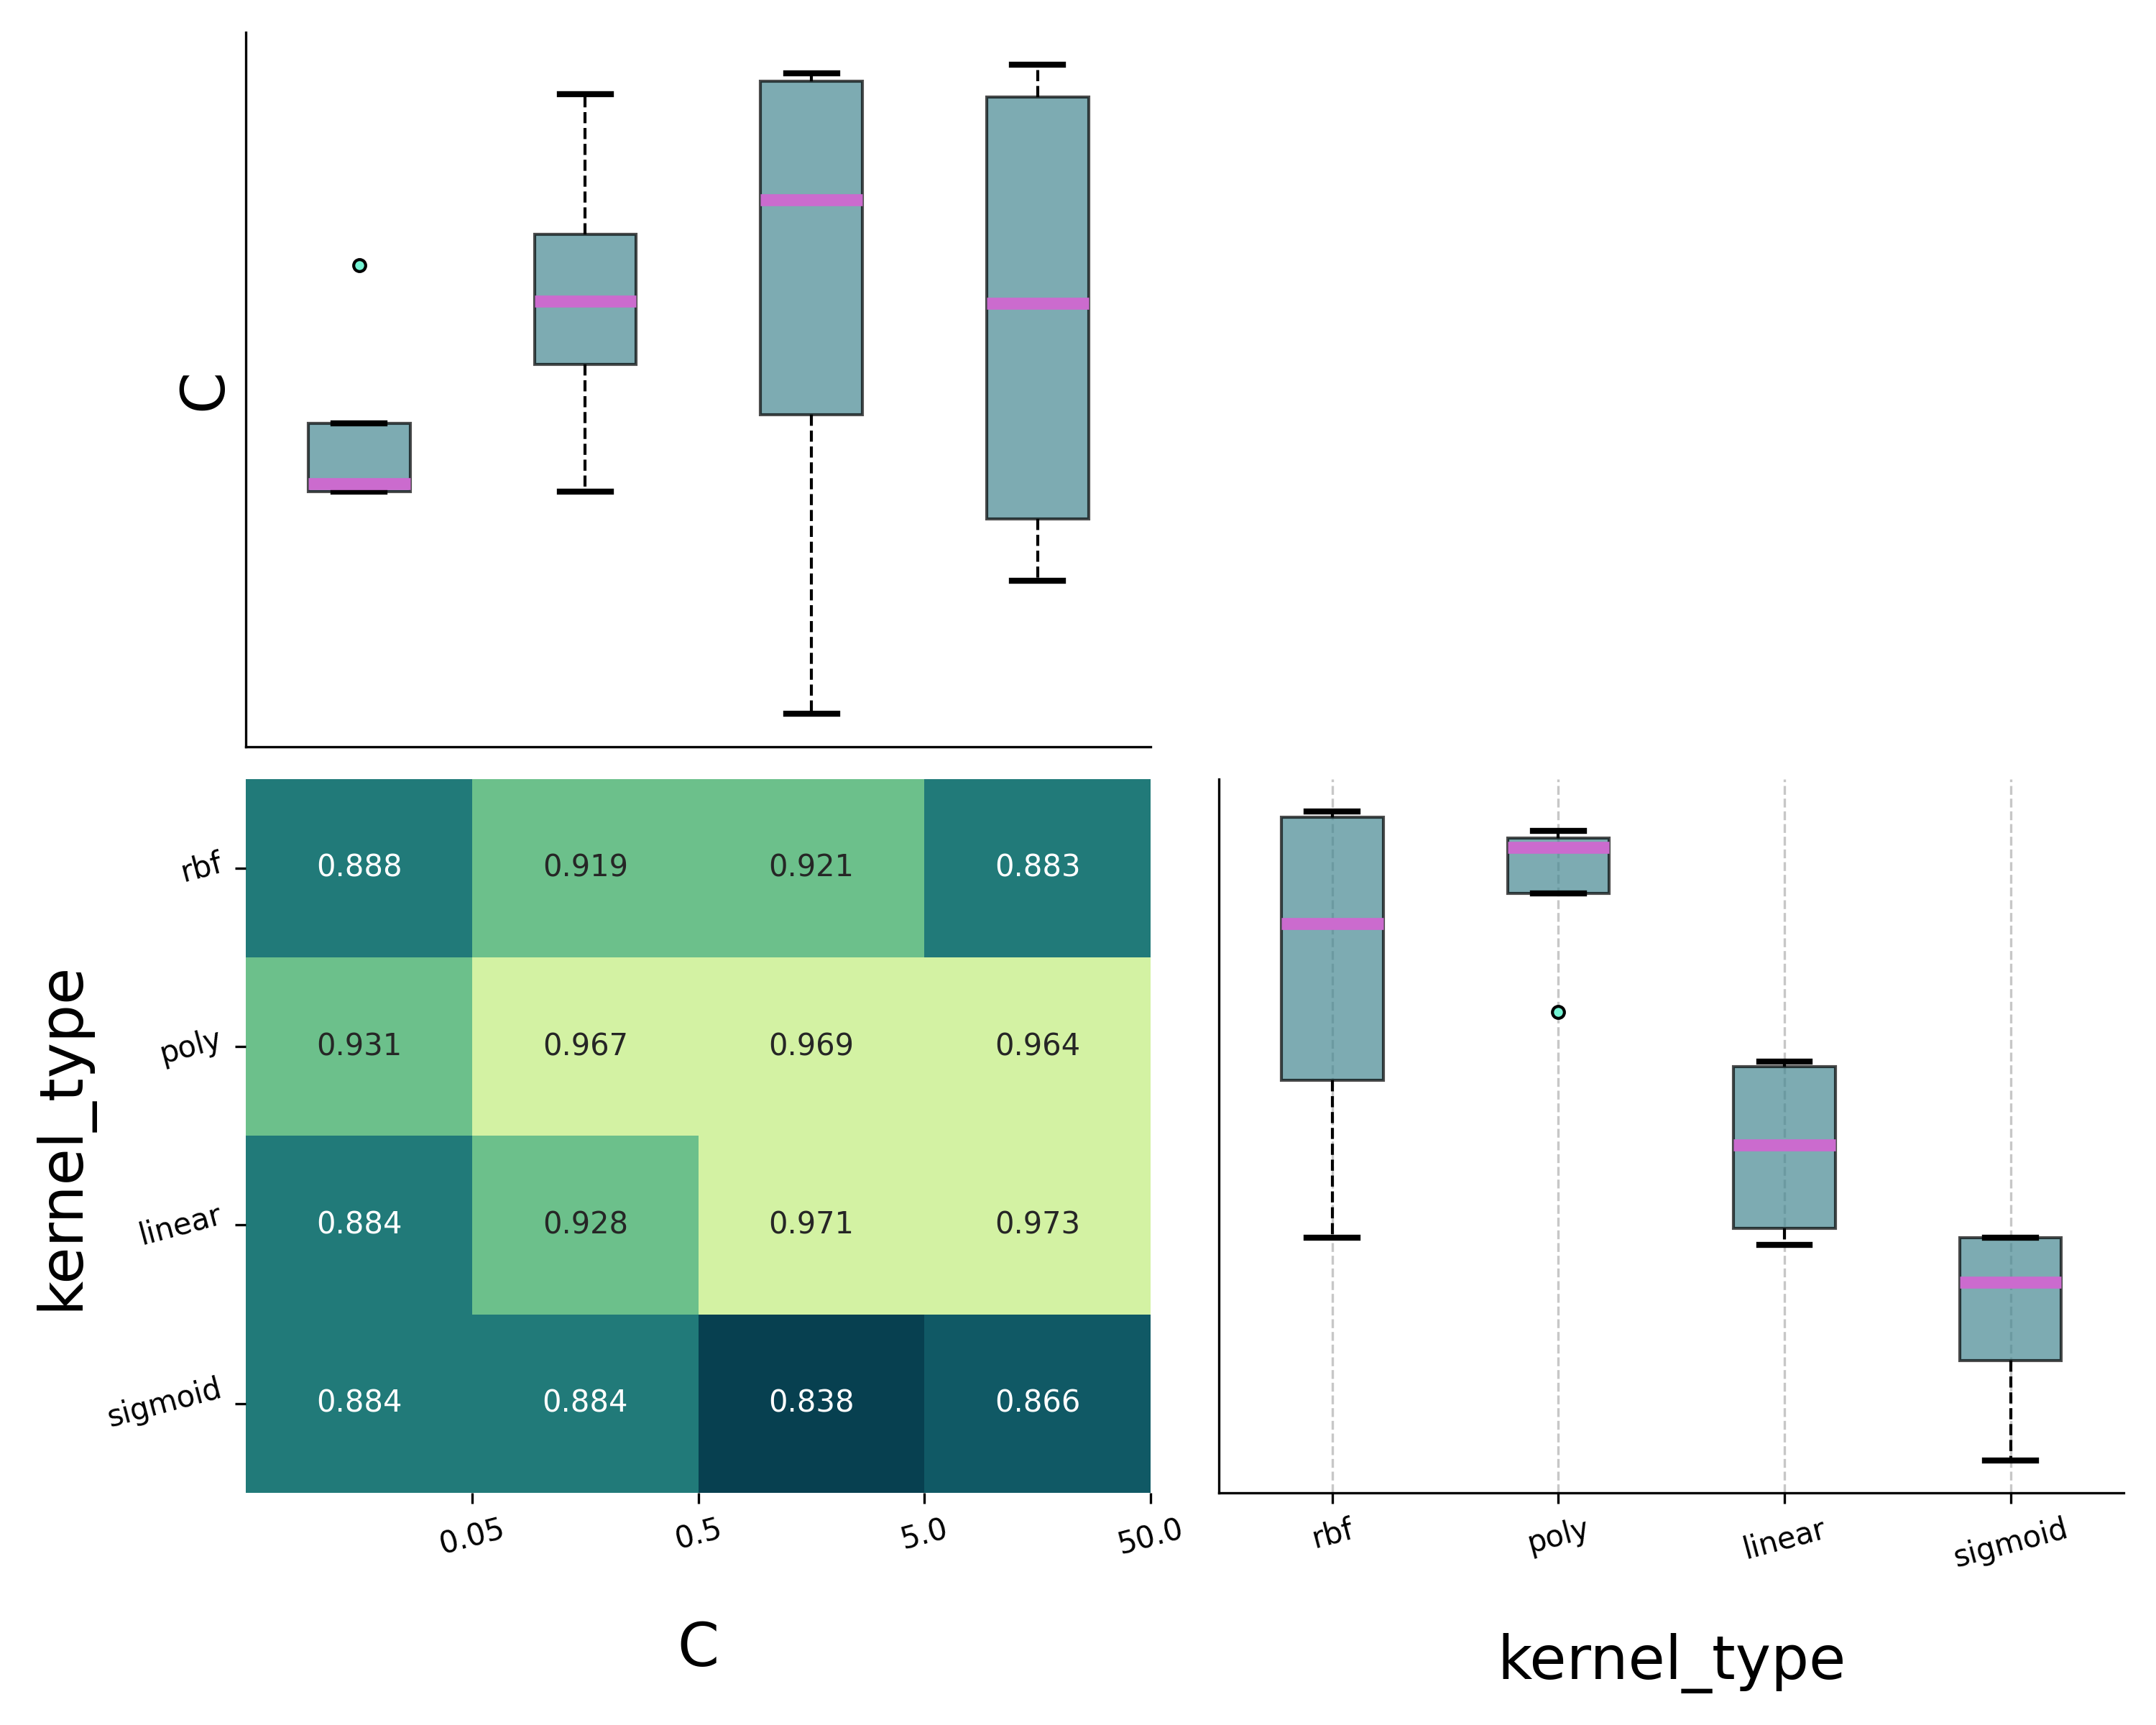 C
kernel_type
rbf 0.888 0.919 0.921 0.883
poly 0.931 0.967 0.969 0.964
linear 0.884 0.928 0.971 0.973
sigmoid 0.884 0.884 0.838 0.866
0.05 0.5 5.0 50.0
C
rbf poly linear sigmoid
kernel_type